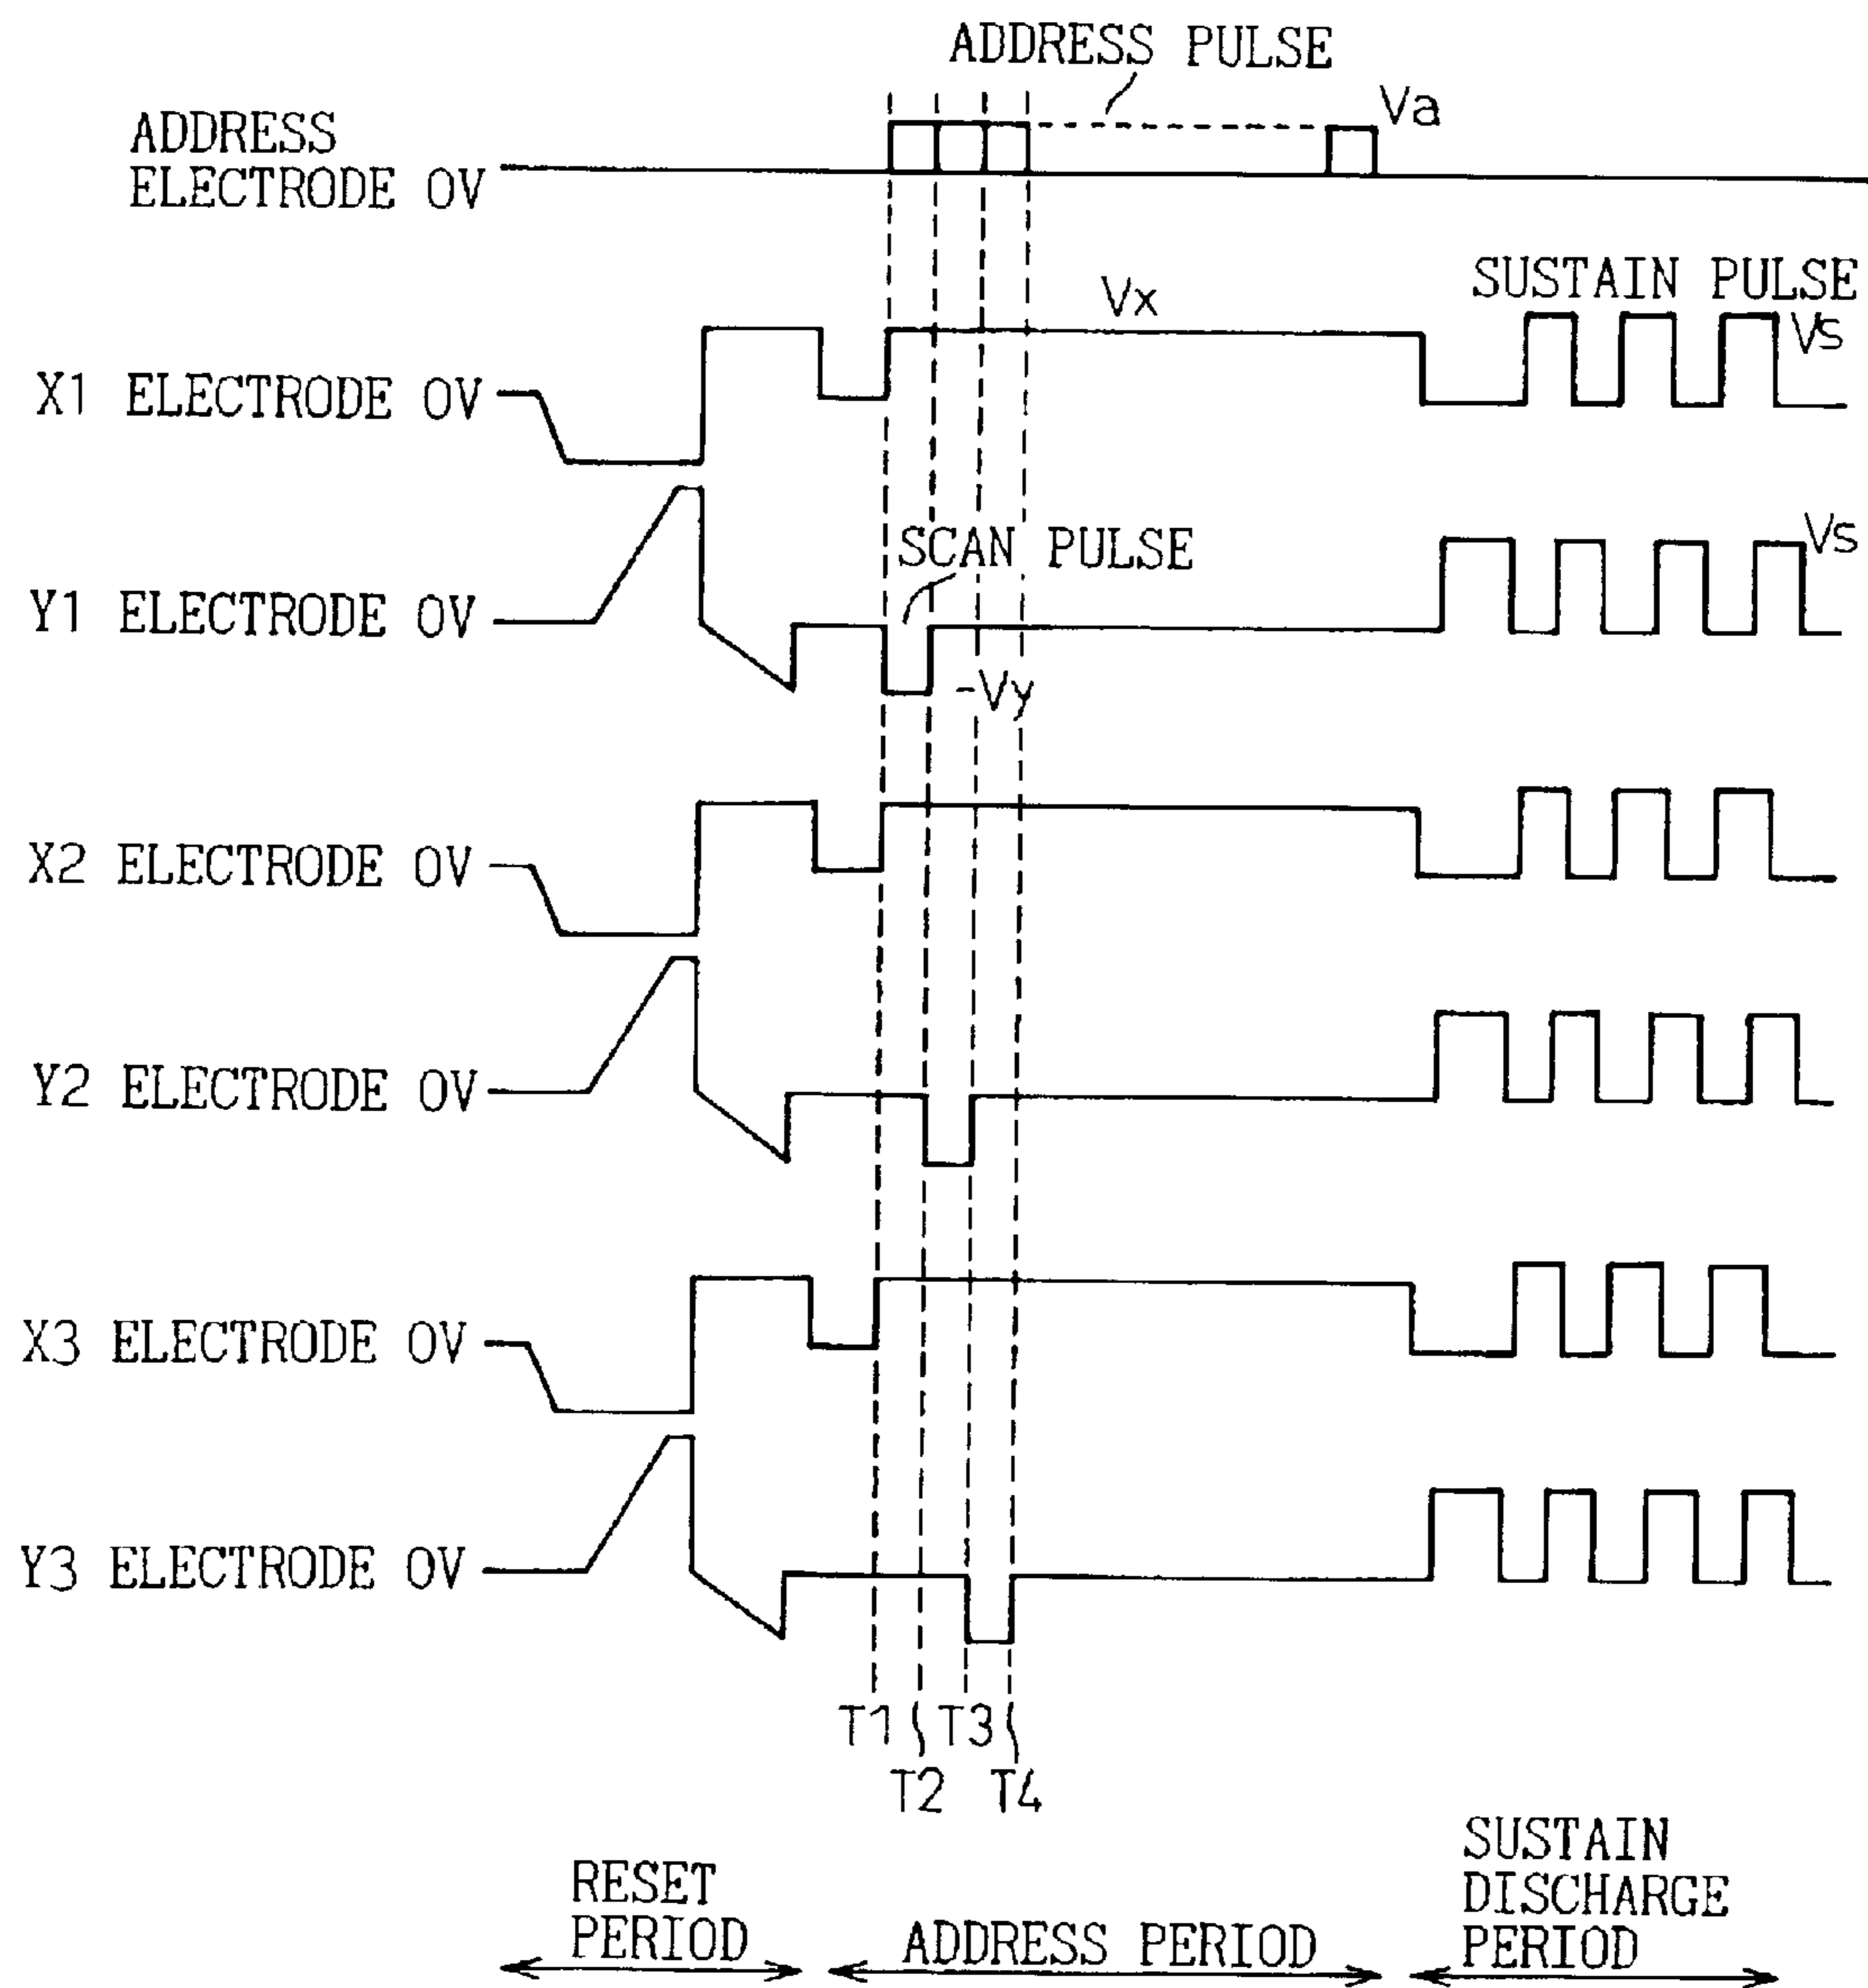 ADDRESS PULSE
Va
ADDRESS
ELECTRODE 0V
SUSTAIN PULSE
Vx
Vs
X1 ELECTRODE 0V
SCAN PULSE
Vs
Y1 ELECTRODE 0V
-Vy
X2 ELECTRODE 0V
Y2 ELECTRODE 0V
X3 ELECTRODE 0V
Y3 ELECTRODE 0V
T1 T3
T2 T4
RESET
PERIOD
ADDRESS PERIOD
SUSTAIN
DISCHARGE
PERIOD